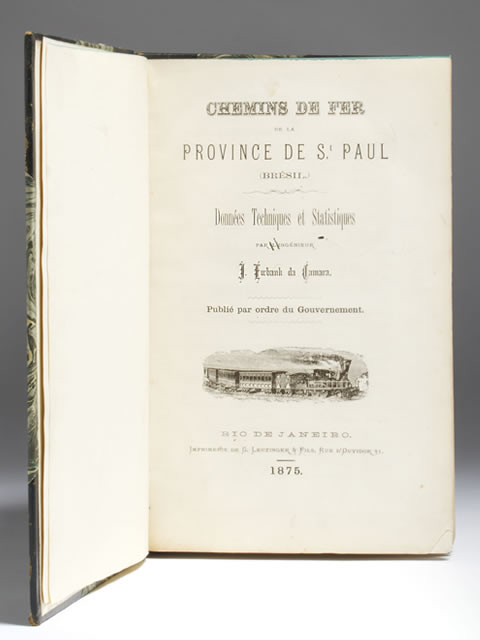 CHEMINS DE FER
DE LA
PROVINCE DE St PAUL
(BRÉSIL.)
Données Techniques et Statistiques
PAR L'INGÉNIEUR
J. Ewbank da Camara.
Publié par ordre du Gouvernement.
RIO DE JANEIRO.
IMPRIMERIE DE G. LEUZINGER & FILS, RUE D'OUVIDOR 31.
1875.